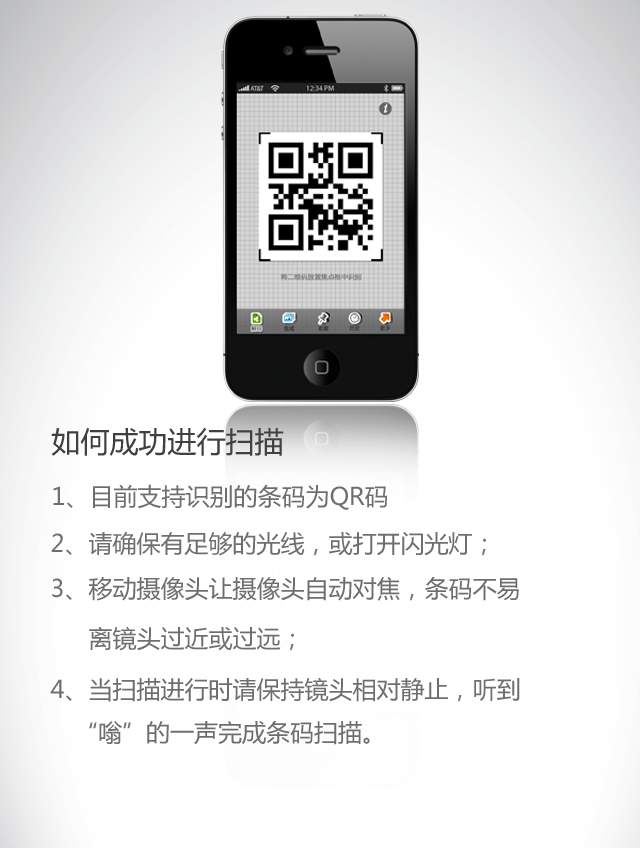 AT&T 12:34 PM
将二维码放置焦点框中识别
如何成功进行扫描
1、目前支持识别的条码为QR码
2、请确保有足够的光线，或打开闪光灯；
3、移动摄像头让摄像头自动对焦，条码不易
离镜头过近或过远；
4、当扫描进行时请保持镜头相对静止，听到
“嗡”的一声完成条码扫描。